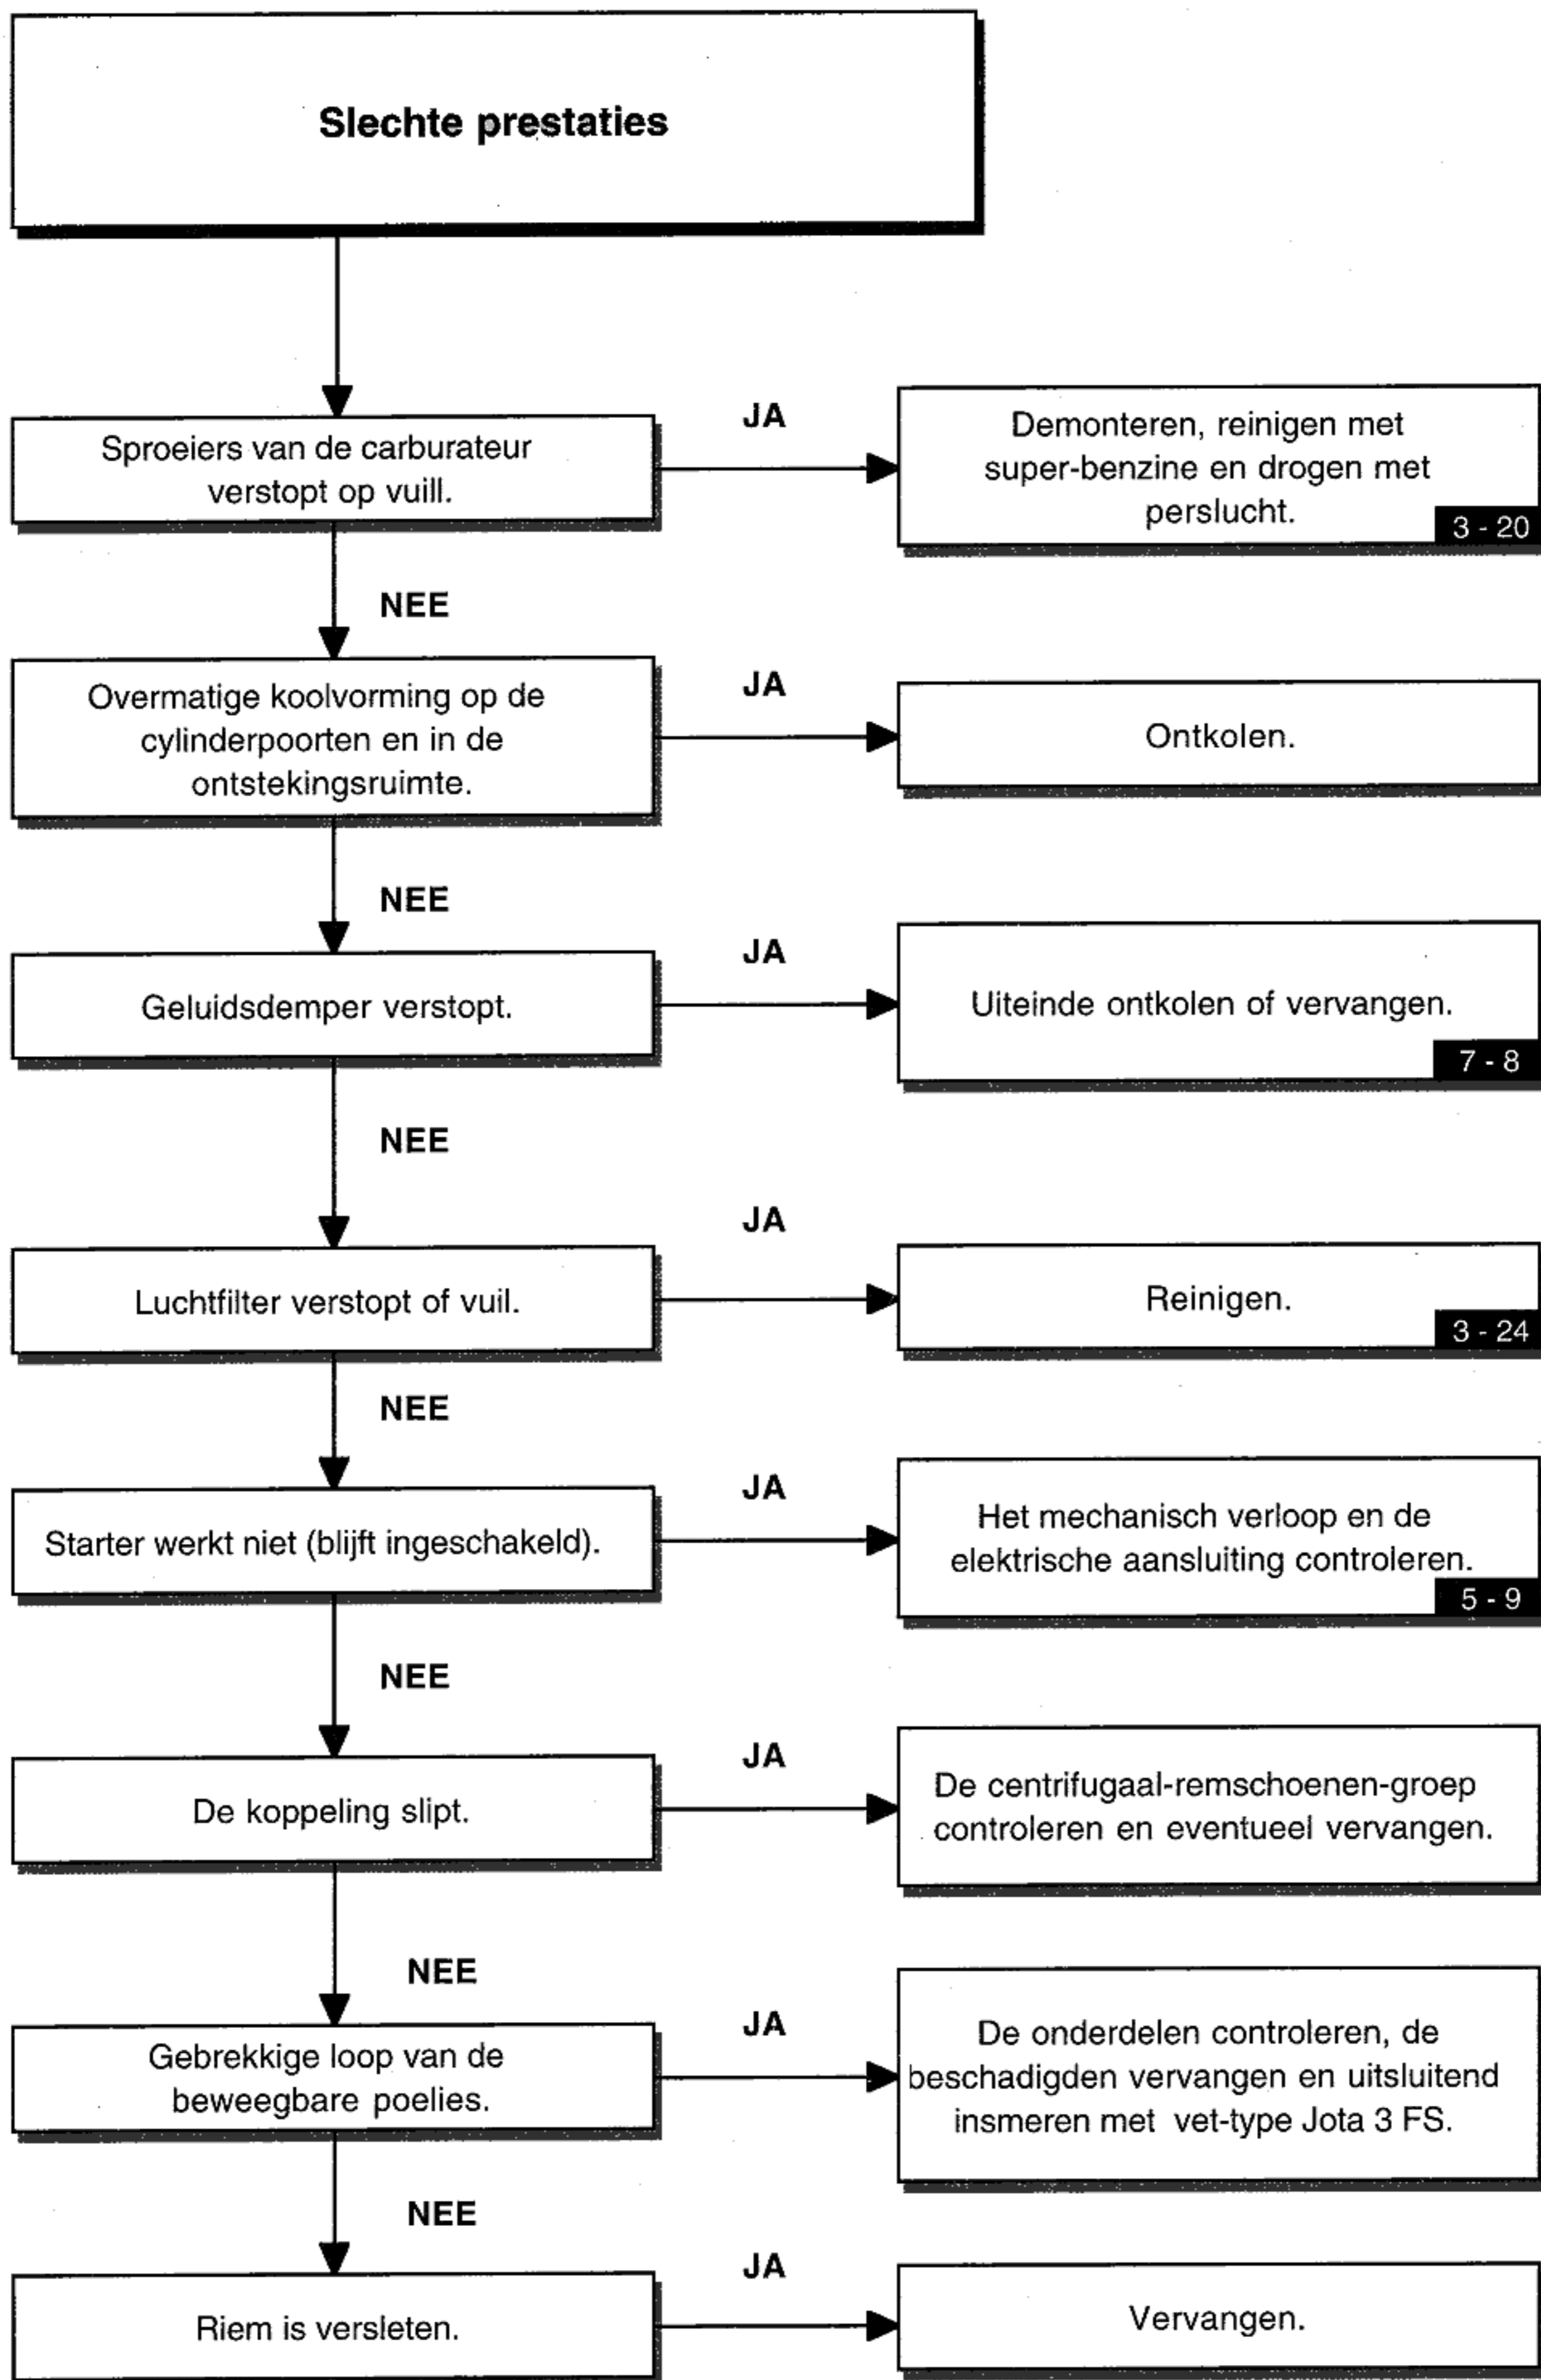 Slechte prestaties
Sproeiers van de carburateur
verstopt op vuill.
JA
Demonteren, reinigen met
super-benzine en drogen met
perslucht.
3 - 20
NEE
Overmatige koolvorming op de
cylinderpoorten en in de
ontstekingsruimte.
JA
Ontkolen.
NEE
Geluidsdemper verstopt.
JA
Uiteinde ontkolen of vervangen.
7 - 8
NEE
Luchtfilter verstopt of vuil.
JA
Reinigen.
3 - 24
NEE
Starter werkt niet (blijft ingeschakeld).
JA
Het mechanisch verloop en de
elektrische aansluiting controleren.
5 - 9
NEE
De koppeling slipt.
JA
De centrifugaal-remschoenen-groep
controleren en eventueel vervangen.
NEE
Gebrekkige loop van de
beweegbare poelies.
JA
De onderdelen controleren, de
beschadigden vervangen en uitsluitend
insmeren met vet-type Jota 3 FS.
NEE
Riem is versleten.
JA
Vervangen.